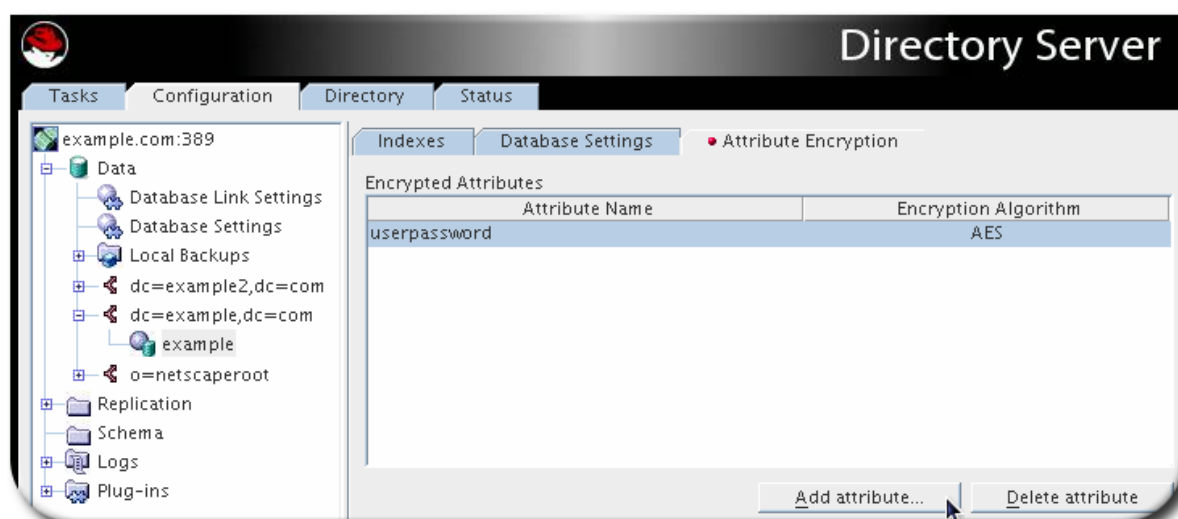 Directory Server
Tasks Configuration Directory Status
example.com:389
Data
Database Link Settings
Database Settings
Local Backups
dc=example2,dc=com
dc=example,dc=com
example
o=netscaperoot
Replication
Schema
Logs
Plug-ins
Indexes Database Settings Attribute Encryption
Encrypted Attributes
Attribute Name Encryption Algorithm
userpassword AES
Add attribute... Delete attribute